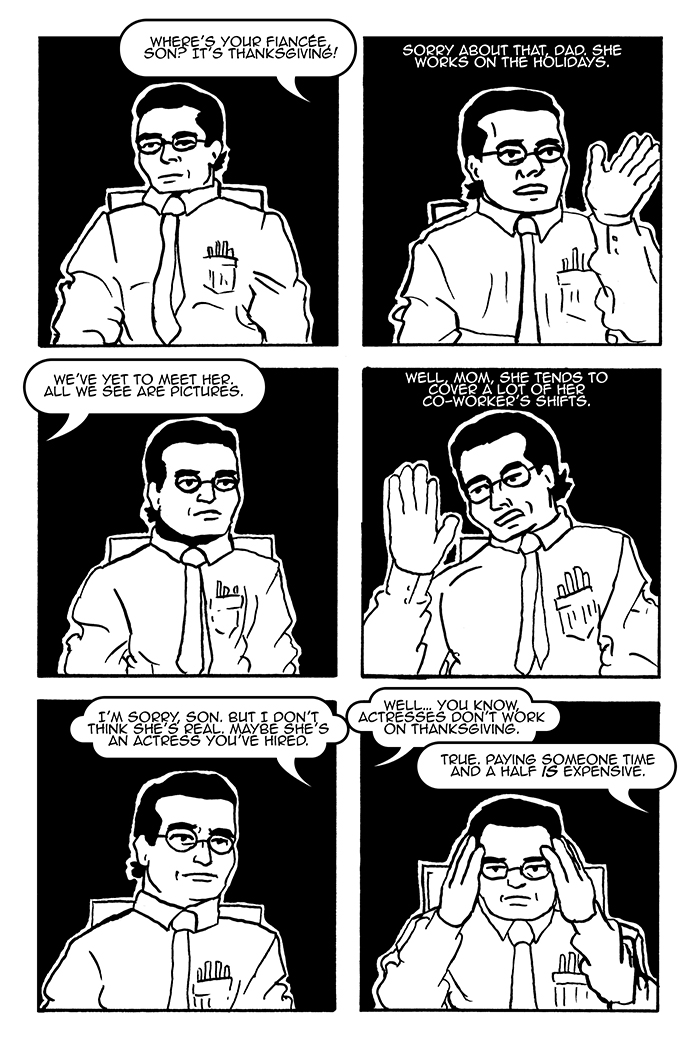 WHERE'S YOUR FIANCÉE,
SON? IT'S THANKSGIVING!
SORRY ABOUT THAT, DAD. SHE
WORKS ON THE HOLIDAYS.
WE'VE YET TO MEET HER.
ALL WE SEE ARE PICTURES.
WELL, MOM, SHE TENDS TO
COVER A LOT OF HER
CO-WORKER'S SHIFTS.
I'M SORRY, SON. BUT I DON'T
THINK SHE'S REAL. MAYBE SHE'S
AN ACTRESS YOU'VE HIRED.
WELL... YOU KNOW,
ACTRESSES DON'T WORK
ON THANKSGIVING.
TRUE. PAYING SOMEONE TIME
AND A HALF IS EXPENSIVE.